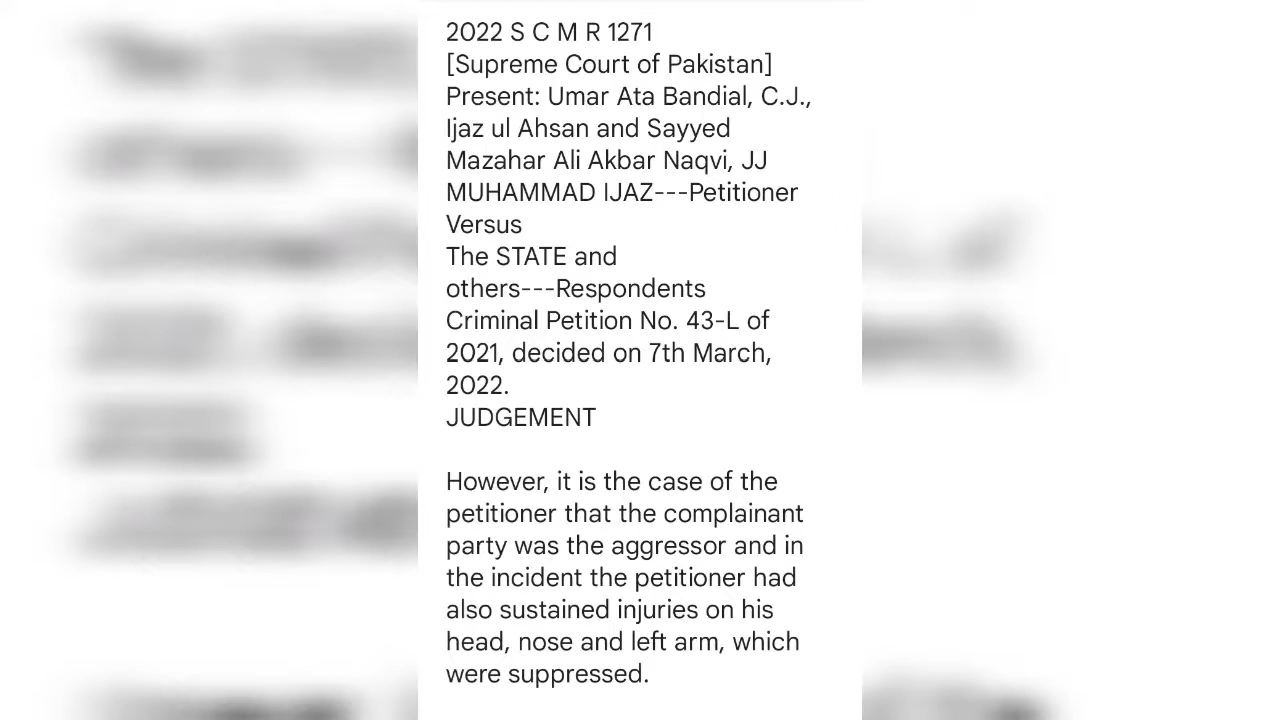 2022 S C M R 1271
[Supreme Court of Pakistan]
Present: Umar Ata Bandial, C.J.,
Ijaz ul Ahsan and Sayyed
Mazahar Ali Akbar Naqvi, JJ
MUHAMMAD IJAZ---Petitioner
Versus
The STATE and
others---Respondents
Criminal Petition No. 43-L of
2021, decided on 7th March,
2022.
JUDGEMENT
However, it is the case of the
petitioner that the complainant
party was the aggressor and in
the incident the petitioner had
also sustained injuries on his
head, nose and left arm, which
were suppressed.